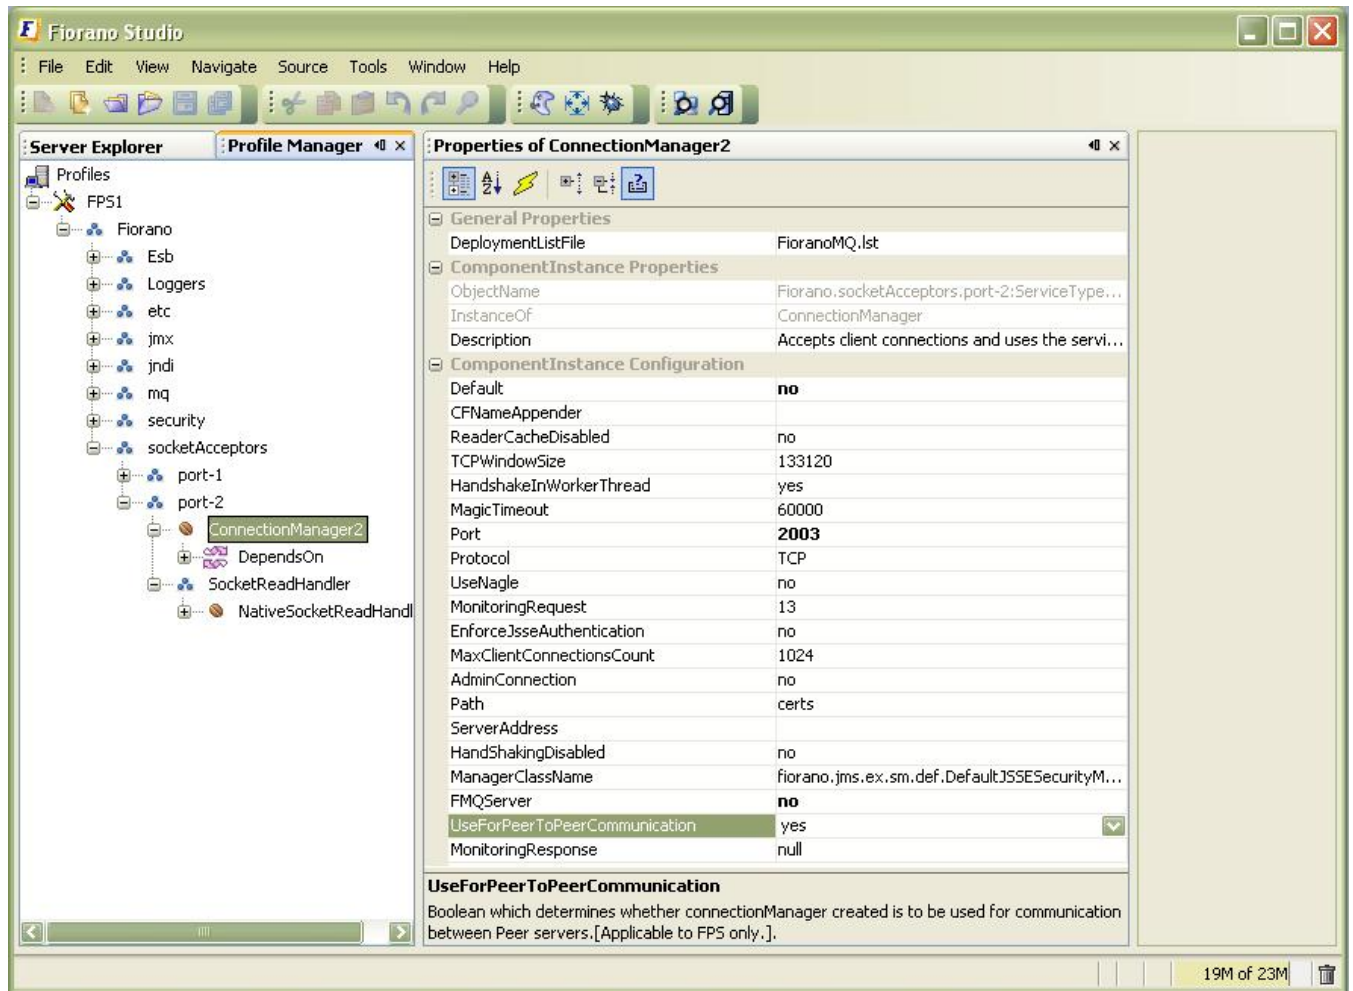 Fiorano Studio
File Edit View Navigate Source Tools Window Help
Server Explorer Profile Manager
Profiles
FPS1
Fiorano
Esb
Loggers
etc
jmx
jndi
mq
security
socketAcceptors
port-1
port-2
ConnectionManager2
DependsOn
SocketReadHandler
NativeSocketReadHandl
Properties of ConnectionManager2
General Properties
DeploymentListFile FioranoMQ.lst
ComponentInstance Properties
ObjectName Fiorano.socketAcceptors.port-2:ServiceType...
InstanceOf ConnectionManager
Description Accepts client connections and uses the servi...
ComponentInstance Configuration
Default no
CFNameAppender
ReaderCacheDisabled no
TCPWindowSize 133120
HandshakeInWorkerThread yes
MagicTimeout 60000
Port 2003
Protocol TCP
UseNagle no
MonitoringRequest 13
EnforceJsseAuthentication no
MaxClientConnectionsCount 1024
AdminConnection no
Path certs
ServerAddress
HandShakingDisabled no
ManagerClassName fiorano.jms.ex.sm.def.DefaultJSSESecurityM...
FMQServer no
UseForPeerToPeerCommunication yes
MonitoringResponse null
UseForPeerToPeerCommunication
Boolean which determines whether connectionManager created is to be used for communication
between Peer servers.[Applicable to FPS only.].
19M of 23M